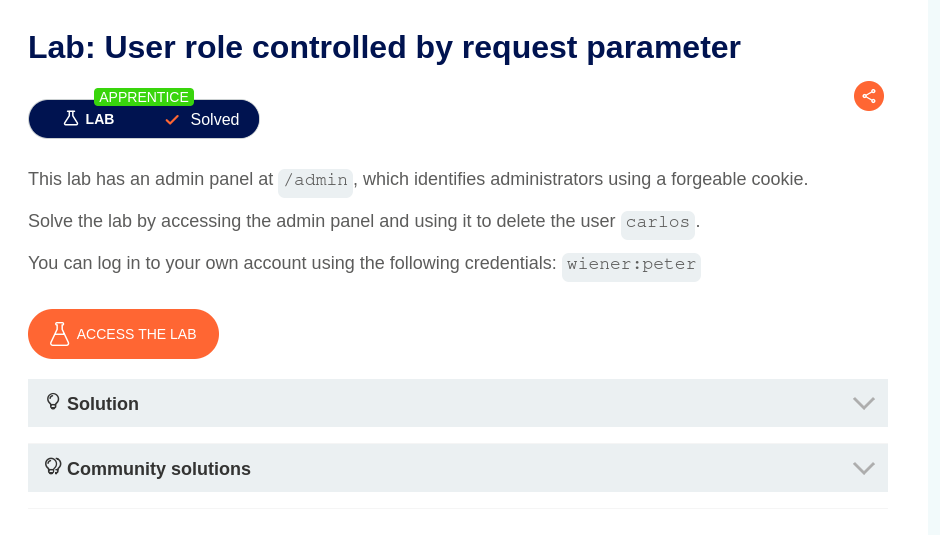 Lab: User role controlled by request parameter
APPRENTICE
LAB Solved
This lab has an admin panel at /admin, which identifies administrators using a forgeable cookie.
Solve the lab by accessing the admin panel and using it to delete the user carlos.
You can log in to your own account using the following credentials: wiener:peter
ACCESS THE LAB
Solution
Community solutions